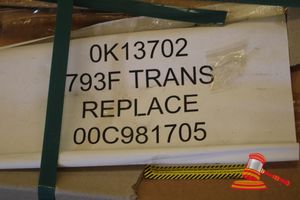 0K13702
793F TRANS
REPLACE
00C981705